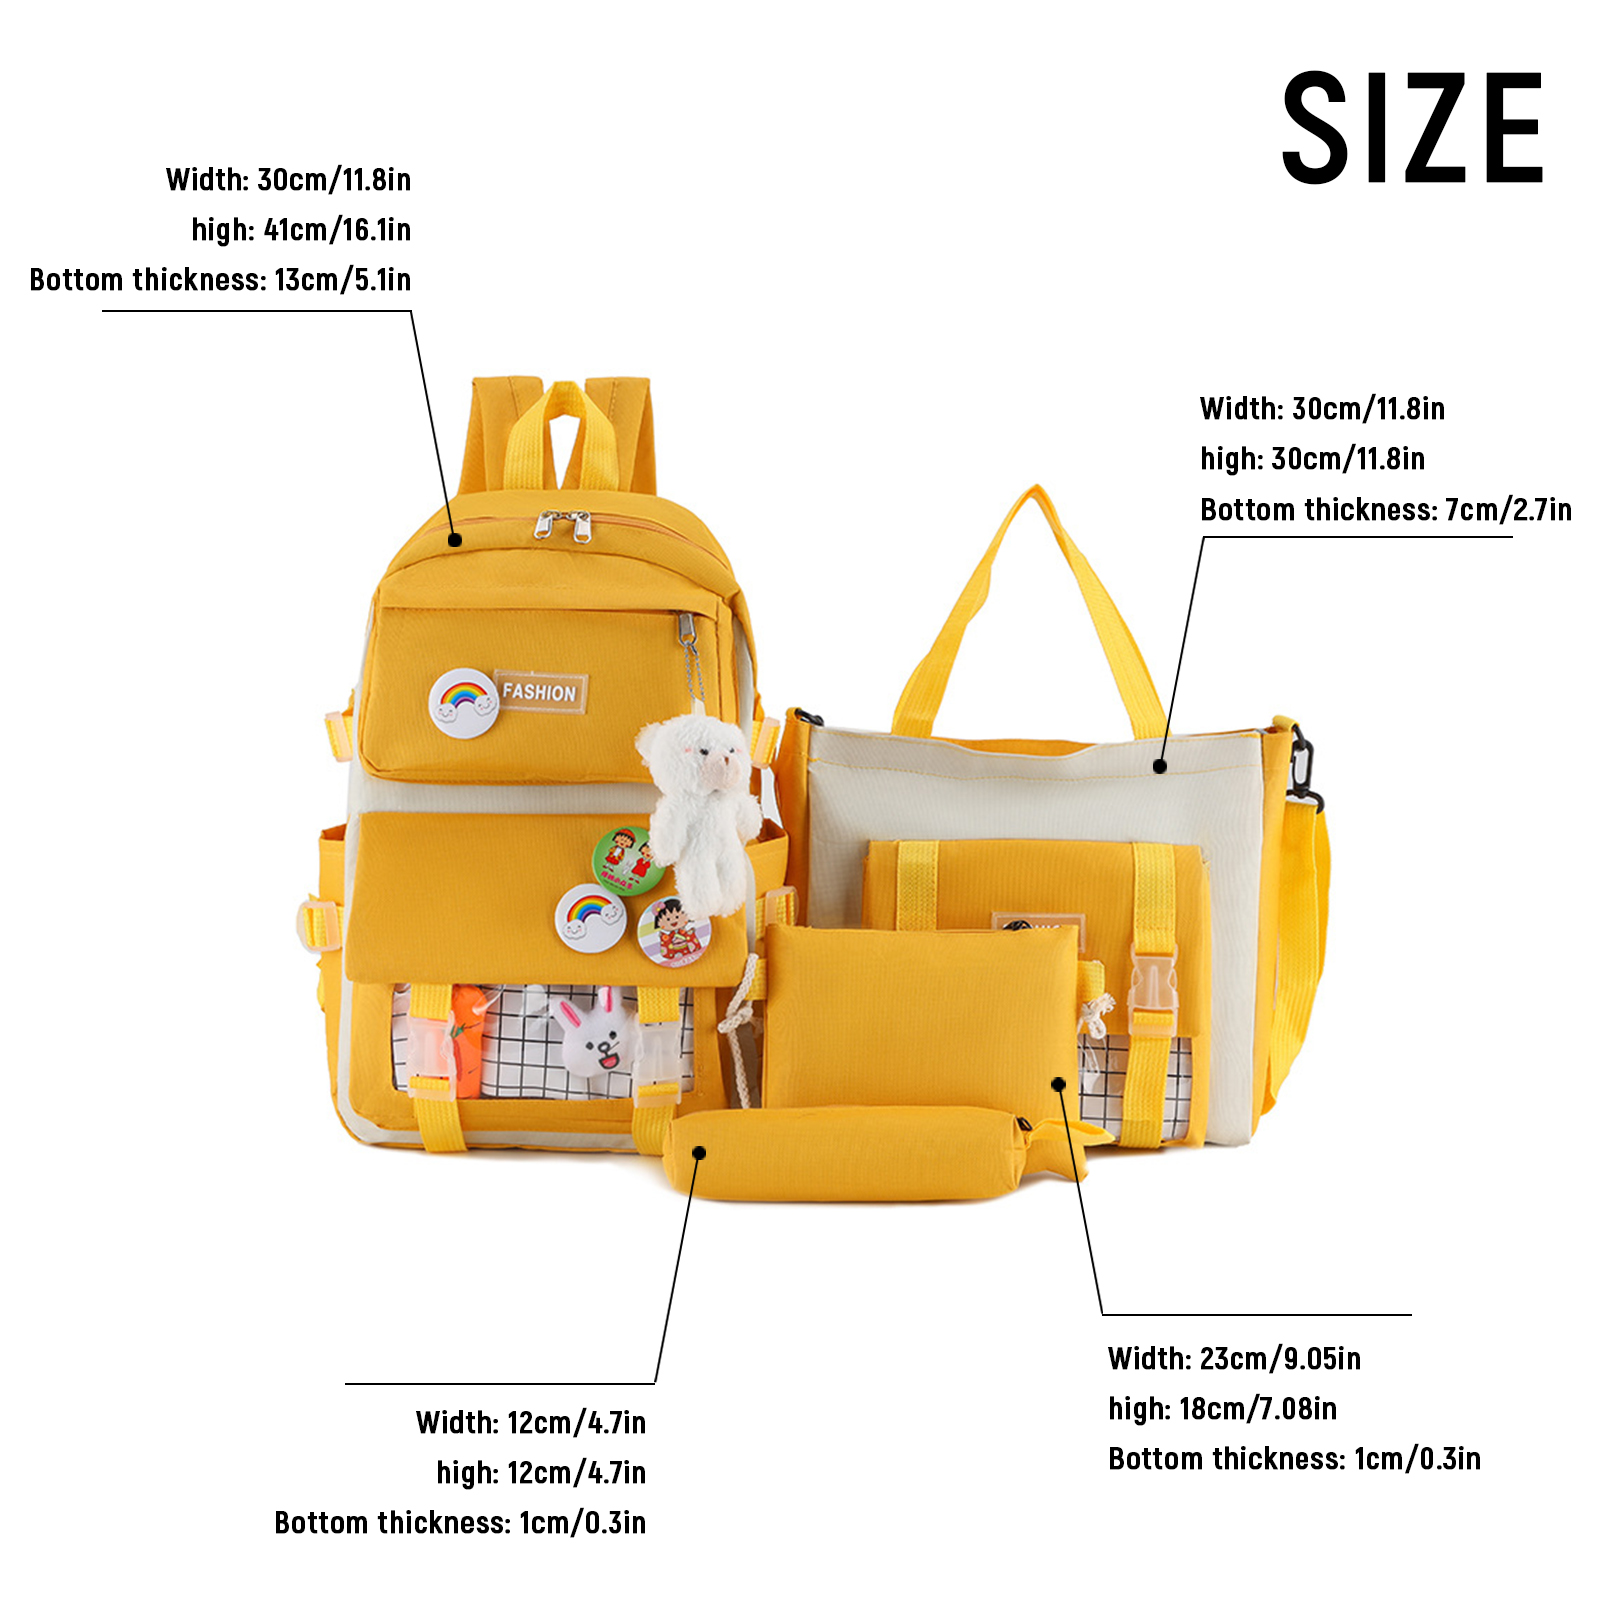 SIZE
Width: 30cm/11.8in
high: 41cm/16.1in
Bottom thickness: 13cm/5.1in
Width: 30cm/11.8in
high: 30cm/11.8in
Bottom thickness: 7cm/2.7in
FASHION
Width: 23cm/9.05in
high: 18cm/7.08in
Bottom thickness: 1cm/0.3in
Width: 12cm/4.7in
high: 12cm/4.7in
Bottom thickness: 1cm/0.3in